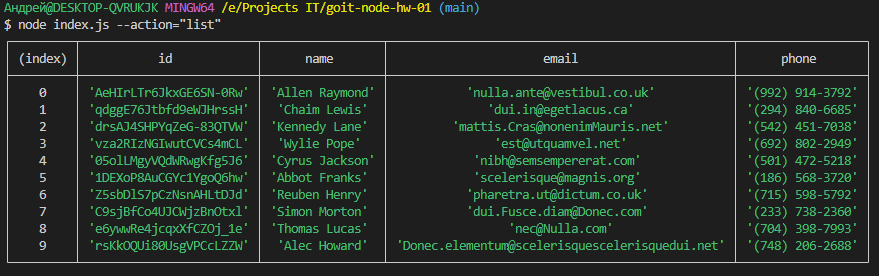 Андрей@DESKTOP-QVRUKJK MINGW64 /e/Projects IT/goit-node-hw-01 (main)
$ node index.js --action="list"
(index) id name email phone
0 'AeHIrLTr6JkxGE6SN-0Rw' 'Allen Raymond' 'nulla.ante@vestibul.co.uk' '(992) 914-3792'
1 'qdggE76Jtbfd9eWJHrssH' 'Chaim Lewis' 'dui.in@egetlacus.ca' '(294) 840-6685'
2 'drsAJ4SHPYqZeG-83QTVW' 'Kennedy Lane' 'mattis.Cras@nonenimMauris.net' '(542) 451-7038'
3 'vza2RIzNGIwutCVCs4mCL' 'Wylie Pope' 'est@utquamvel.net' '(692) 802-2949'
4 '05olLMgyVQdWRwgKfg5J6' 'Cyrus Jackson' 'nibh@semsempererat.com' '(501) 472-5218'
5 '1DEXoP8AuCGYc1YgoQ6hw' 'Abbot Franks' 'scelerisque@magnis.org' '(186) 568-3720'
6 'Z5sbDlS7pCzNsnAHLtDJd' 'Reuben Henry' 'pharetra.ut@dictum.co.uk' '(715) 598-5792'
7 'C9sjBfCo4UJCWjzBnOtxl' 'Simon Morton' 'dui.Fusce.diam@Donec.com' '(233) 738-2360'
8 'e6ywwRe4jcqxXfCZOj_1e' 'Thomas Lucas' 'nec@Nulla.com' '(704) 398-7993'
9 'rsKkOQUi80UsgVPCcLZZW' 'Alec Howard' 'Donec.elementum@scelerisquescelerisquedui.net' '(748) 206-2688'